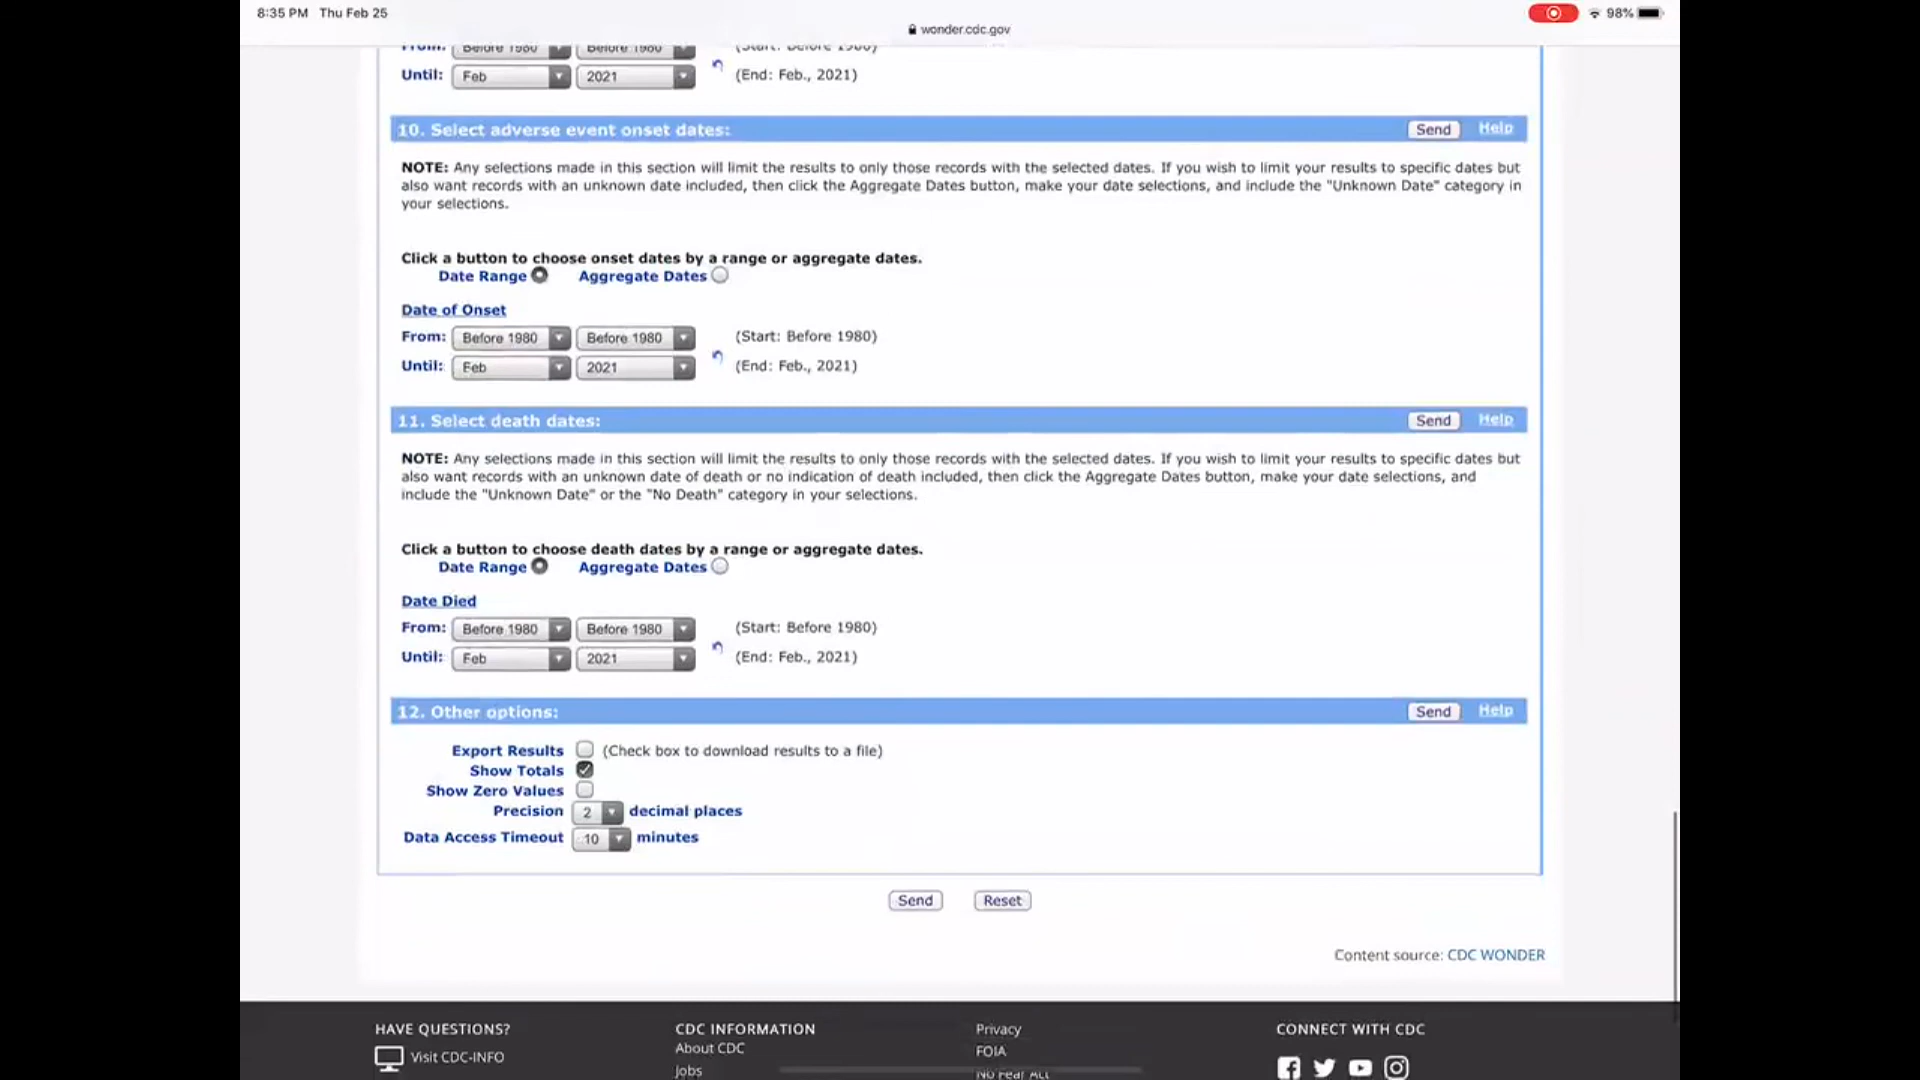 8:35 PM Thu Feb 25
98%
wonder.cdc.gov
From: Before 1980 Before 1980 (Start: Before 1980)
Until: Feb 2021 (End: Feb., 2021)
10. Select adverse event onset dates: Send Help
NOTE: Any selections made in this section will limit the results to only those records with the selected dates. If you wish to limit your results to specific dates but
also want records with an unknown date included, then click the Aggregate Dates button, make your date selections, and include the "Unknown Date" category in
your selections.
Click a button to choose onset dates by a range or aggregate dates.
Date Range Aggregate Dates
Date of Onset
From: Before 1980 Before 1980 (Start: Before 1980)
Until: Feb 2021 (End: Feb., 2021)
11. Select death dates: Send Help
NOTE: Any selections made in this section will limit the results to only those records with the selected dates. If you wish to limit your results to specific dates but
also want records with an unknown date of death or no indication of death included, then click the Aggregate Dates button, make your date selections, and
include the "Unknown Date" or the "No Death" category in your selections.
Click a button to choose death dates by a range or aggregate dates.
Date Range Aggregate Dates
Date Died
From: Before 1980 Before 1980 (Start: Before 1980)
Until: Feb 2021 (End: Feb., 2021)
12. Other options: Send Help
Export Results (Check box to download results to a file)
Show Totals
Show Zero Values
Precision 2 decimal places
Data Access Timeout 10 minutes
Send Reset
Content source: CDC WONDER
HAVE QUESTIONS? CDC INFORMATION Privacy CONNECT WITH CDC
Visit CDC-INFO About CDC FOIA
Jobs No Fear Act